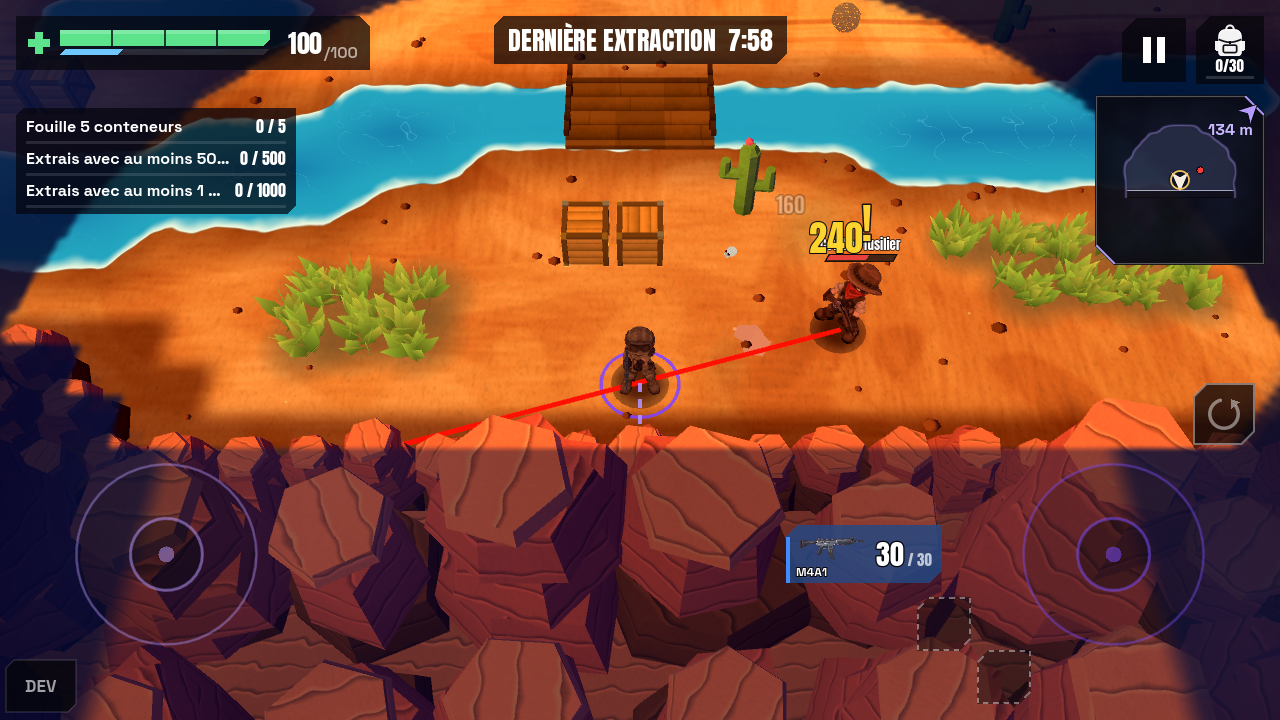 100/100
DERNIÈRE EXTRACTION 7:58
0/30
Fouille 5 conteneurs 0 / 5
Extrais avec au moins 50... 0 / 500
Extrais avec au moins 1 ... 0 / 1000
134 m
160
240!
30 / 30
M4A1
DEV